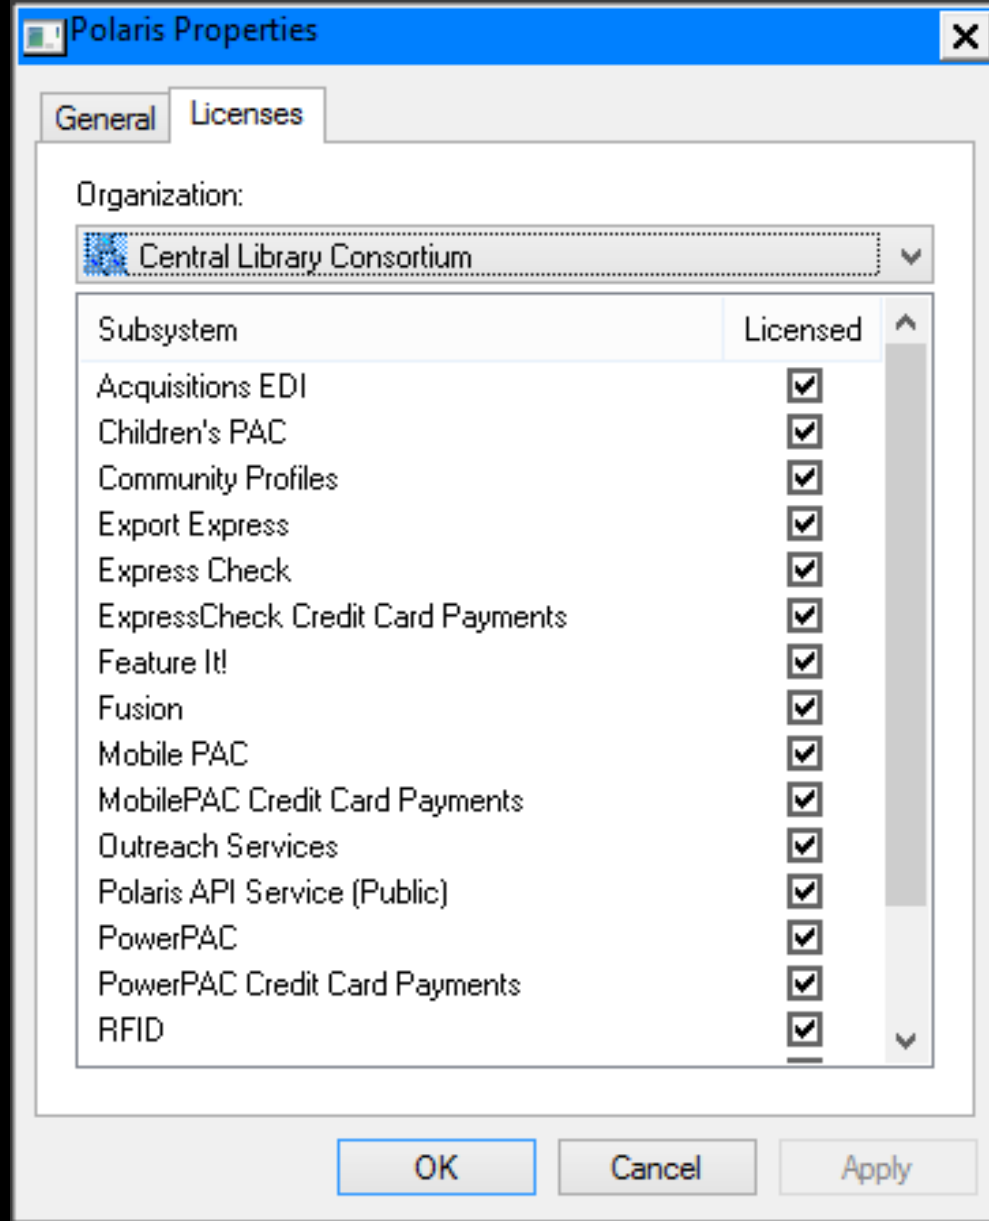 Polaris Properties
General Licenses
Organization:
Central Library Consortium
Subsystem Licensed
Acquisitions EDI
Children's PAC
Community Profiles
Export Express
Express Check
ExpressCheck Credit Card Payments
Feature It!
Fusion
Mobile PAC
MobilePAC Credit Card Payments
Outreach Services
Polaris API Service (Public)
PowerPAC
PowerPAC Credit Card Payments
RFID
OK Cancel Apply